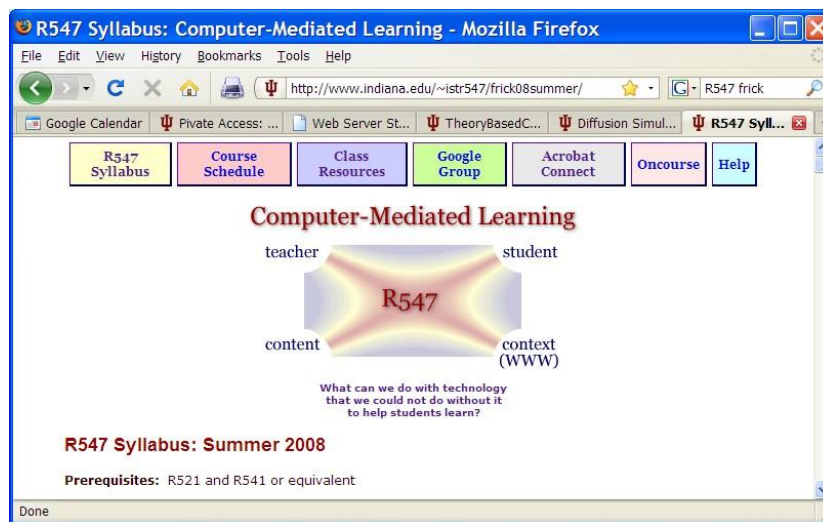 R547 Syllabus: Computer-Mediated Learning - Mozilla Firefox
File Edit View History Bookmarks Tools Help
http://www.indiana.edu/~istr547/frick08summer/ G R547 frick
Google Calendar Ψ Pivate Access: ... Web Server St... Ψ TheoryBasedC... Ψ Diffusion Simul... Ψ R547 Syll...
R547 Syllabus
Course Schedule
Class Resources
Google Group
Acrobat Connect
Oncourse
Help
Computer-Mediated Learning
teacher student
R547
content context
(WWW)
What can we do with technology
that we could not do without it
to help students learn?
R547 Syllabus: Summer 2008
Prerequisites: R521 and R541 or equivalent
Done